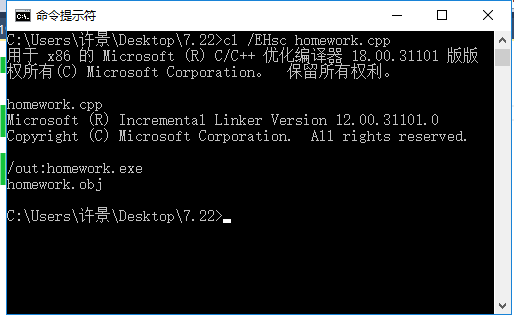 命令提示符
C:\Users\许景\Desktop\7.22>cl /EHsc homework.cpp
用于 x86 的 Microsoft (R) C/C++ 优化编译器 18.00.31101 版版
权所有(C) Microsoft Corporation。 保留所有权利。
homework.cpp
Microsoft (R) Incremental Linker Version 12.00.31101.0
Copyright (C) Microsoft Corporation.  All rights reserved.
/out:homework.exe
homework.obj
C:\Users\许景\Desktop\7.22>